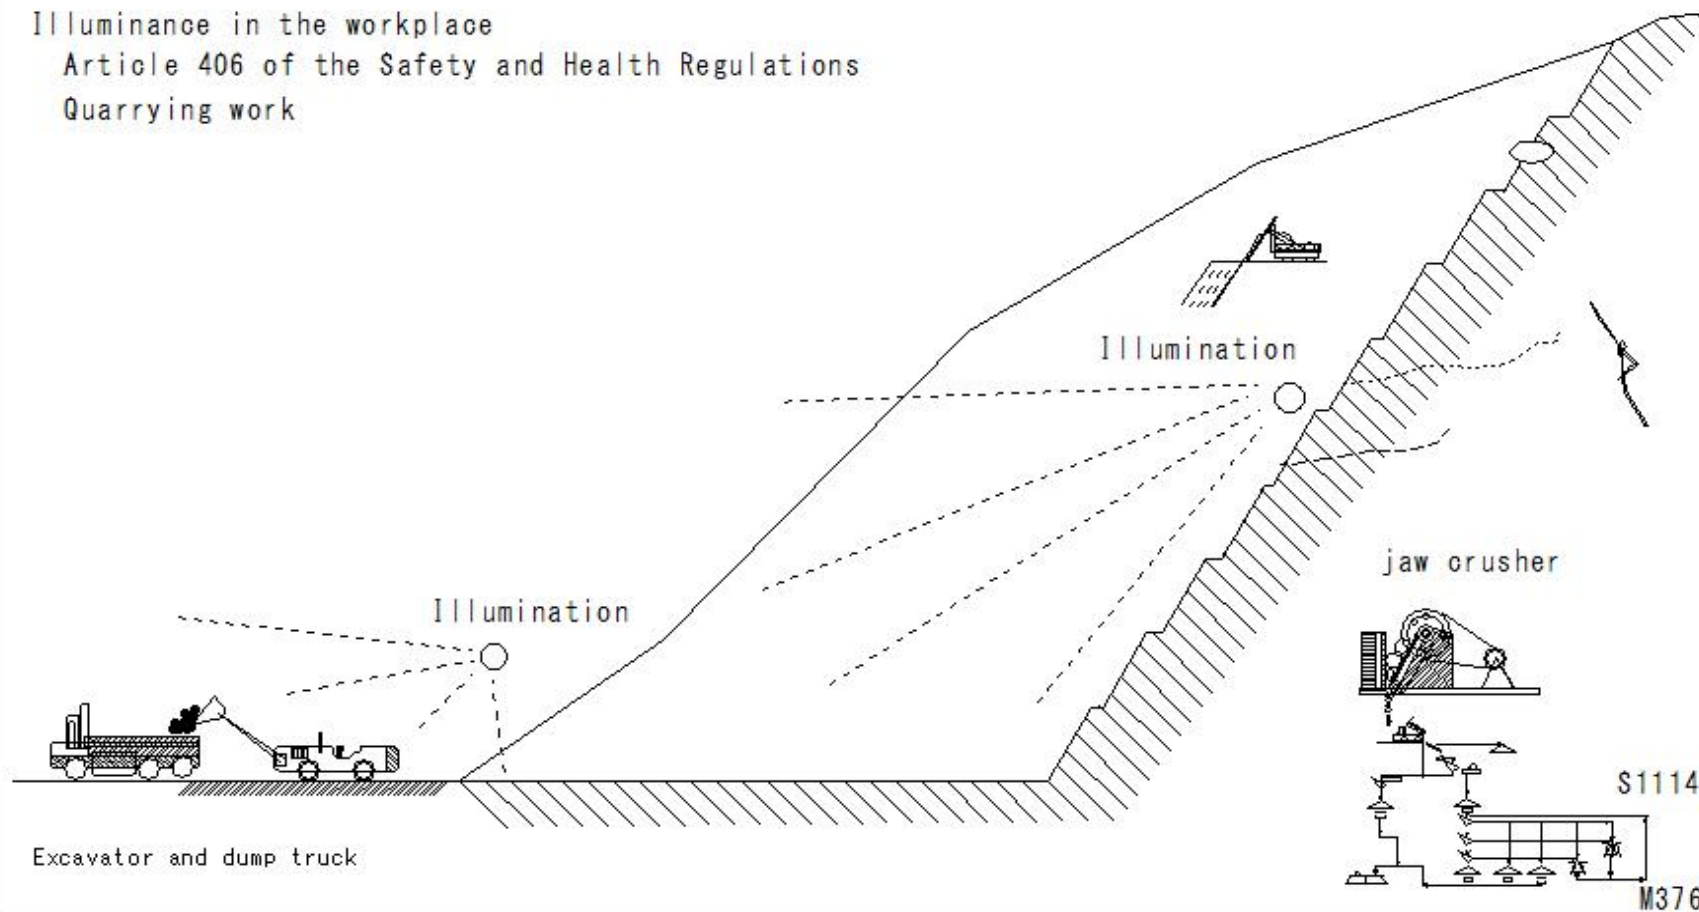 Illuminance in the workplace
Article 406 of the Safety and Health Regulations
Quarrying work
Illumination
jaw crusher
Illumination
S1114
Excavator and dump truck
M376